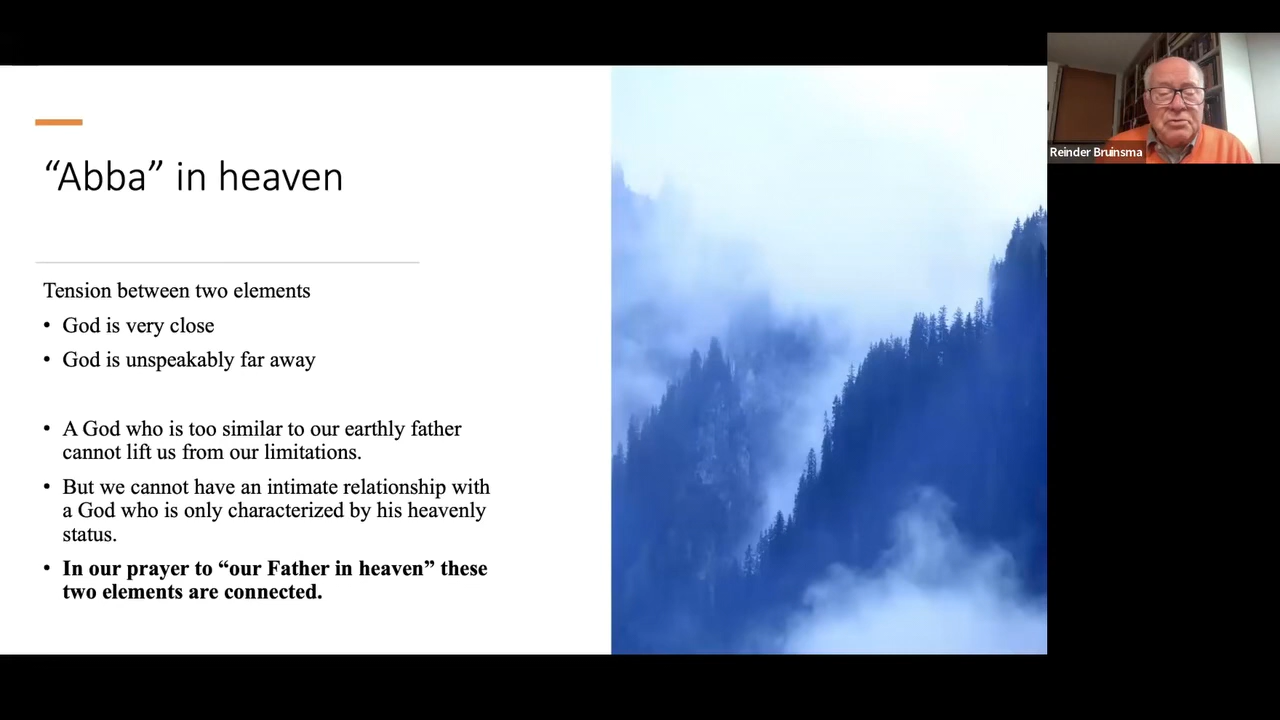 “Abba” in heaven
Tension between two elements
• God is very close
• God is unspeakably far away
• A God who is too similar to our earthly father
cannot lift us from our limitations.
• But we cannot have an intimate relationship with
a God who is only characterized by his heavenly
status.
• In our prayer to “our Father in heaven” these
two elements are connected.
Reinder Bruinsma